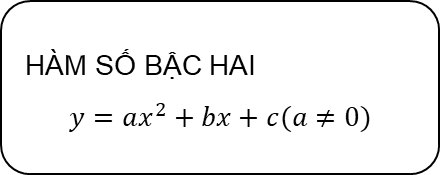 HÀM SỐ BẬC HAI
y = ax² + bx + c(a ≠ 0)